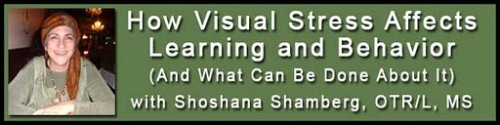 How Visual Stress Affects
Learning and Behavior
(And What Can Be Done About It)
with Shoshana Shamberg, OTR/L, MS